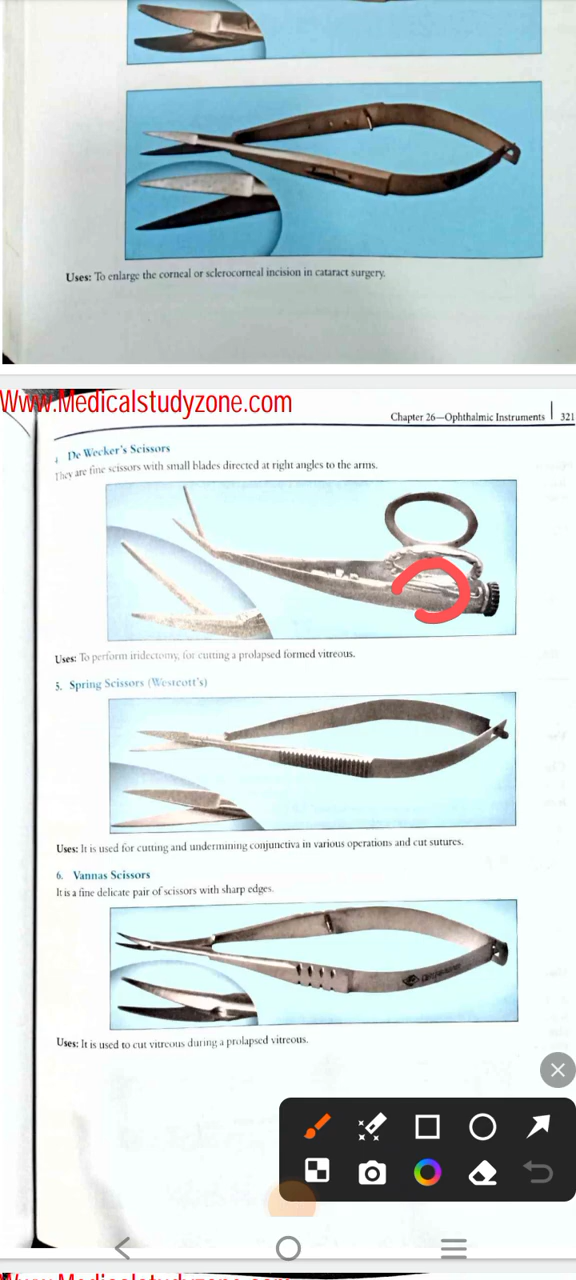 Uses: To enlarge the corneal or sclerocorneal incision in cataract surgery.
Www.Medicalstudyzone.com
Chapter 26—Ophthalmic Instruments | 321
4. De Wecker's Scissors
They are fine scissors with small blades directed at right angles to the arms.
Uses: To perform iridectomy, for cutting a prolapsed formed vitreous.
5. Spring Scissors (Westcott's)
Uses: It is used for cutting and undermining conjunctiva in various operations and cut sutures.
6. Vannas Scissors
It is a fine delicate pair of scissors with sharp edges.
Uses: It is used to cut vitreous during a prolapsed vitreous.